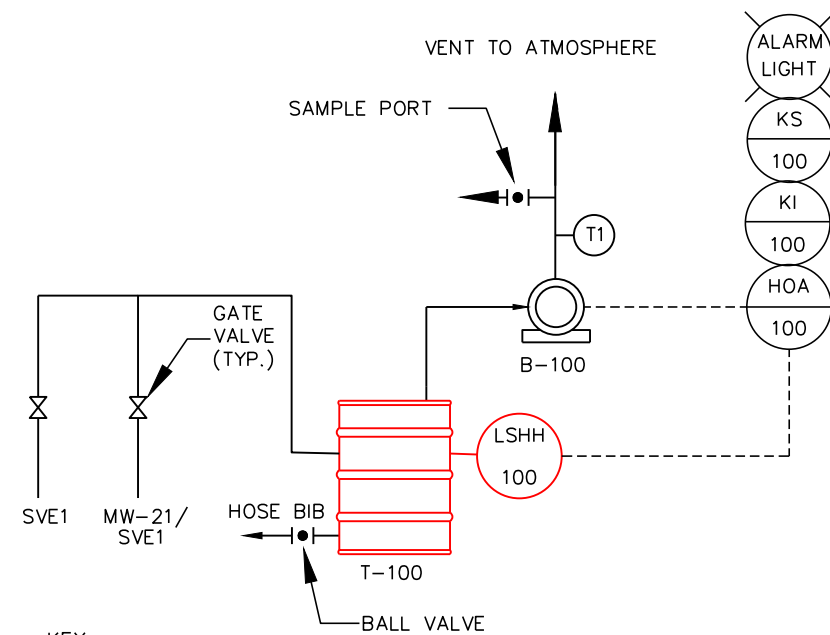 VENT TO ATMOSPHERE
ALARM
LIGHT
SAMPLE PORT
KS
100
KI
100
T1
HOA
100
GATE
VALVE
(TYP.)
B-100
LSHH
100
SVE1
MW-21/
SVE1
HOSE BIB
T-100
BALL VALVE
KEY